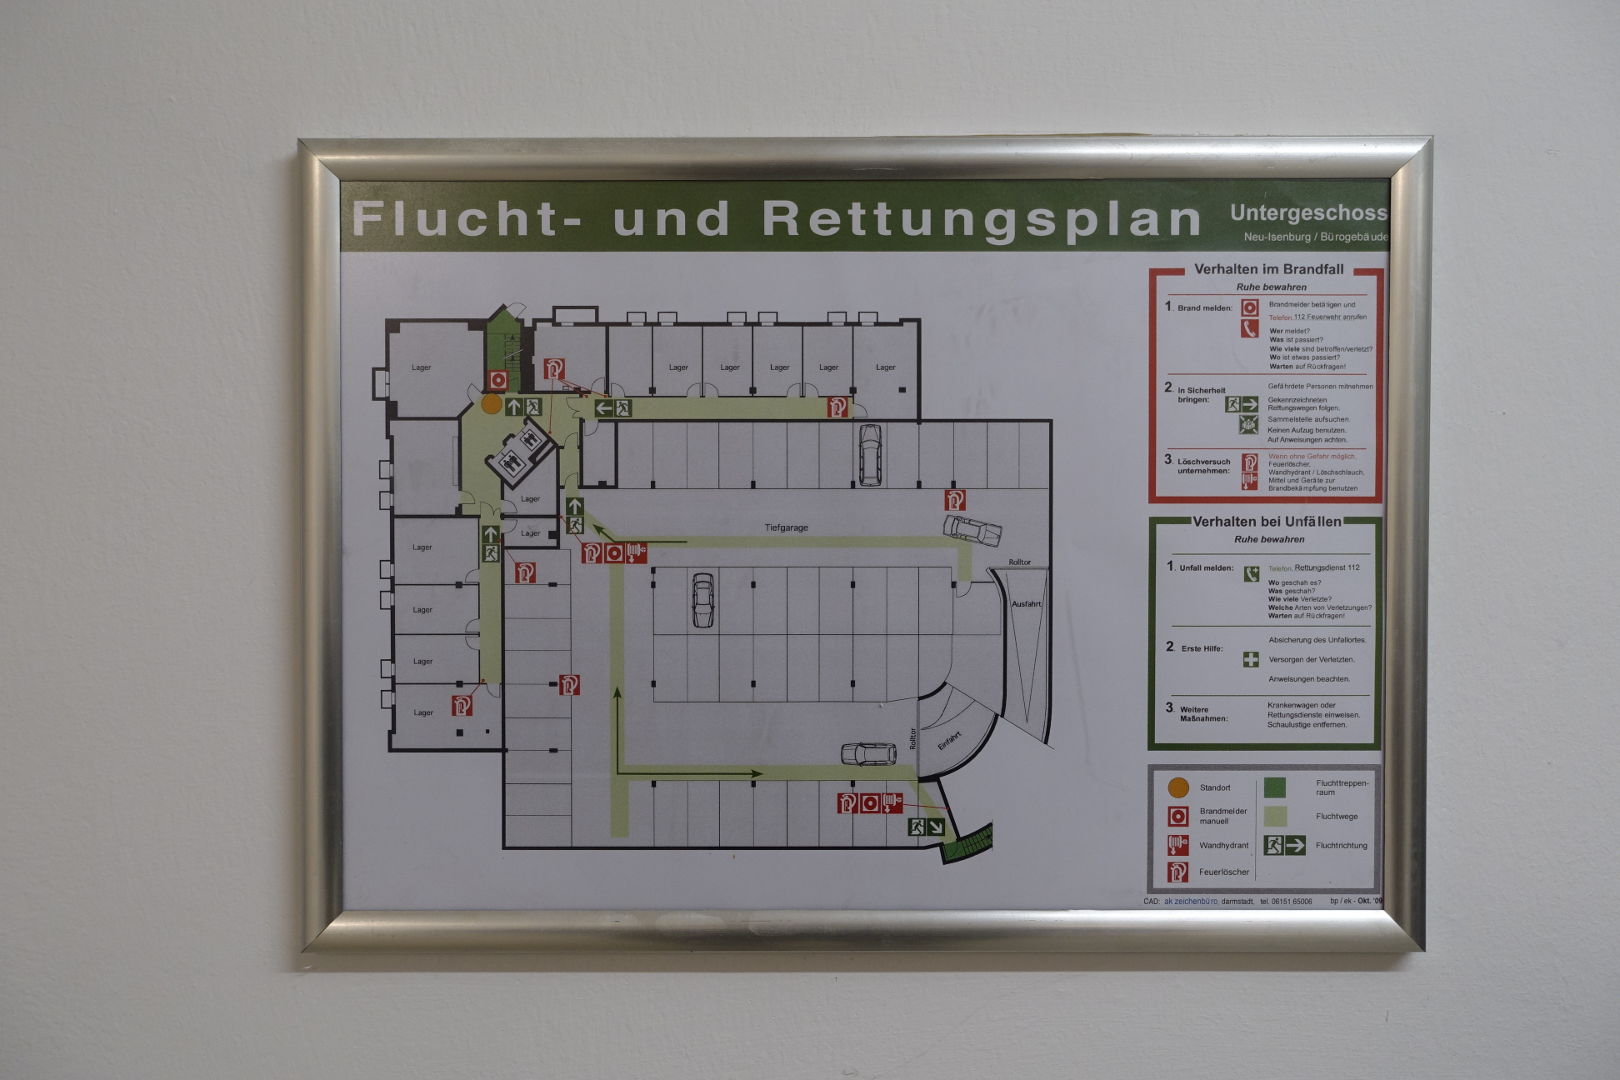 Flucht- und Rettungsplan
Untergeschoss
Neu-Isenburg / Bürogebäude
Lager
Lager
Lager
Lager
Lager
Lager
Lager
Lager
Lager
Lager
Lager
Lager
Tiefgarage
Rolltor
Ausfahrt
Rolltor
Einfahrt
Verhalten im Brandfall
Ruhe bewahren
1. Brand melden:
Brandmelder betätigen und
Telefon. 112 Feuerwehr anrufen
Wer meldet?
Was ist passiert?
Wie viele sind betroffen/verletzt?
Wo ist etwas passiert?
Warten auf Rückfragen!
2. In Sicherheit
bringen:
Gefährdete Personen mitnehmen
Gekennzeichneten
Rettungswegen folgen.
Sammelstelle aufsuchen.
Keinen Aufzug benutzen.
Auf Anweisungen achten.
3. Löschversuch
unternehmen:
Wenn ohne Gefahr möglich.
Feuerlöscher,
Wandhydrant / Löschschlauch,
Mittel und Geräte zur
Brandbekämpfung benutzen
Verhalten bei Unfällen
Ruhe bewahren
1. Unfall melden:
Telefon. Rettungsdienst 112
Wo geschah es?
Was geschah?
Wie viele Verletzte?
Welche Arten von Verletzungen?
Warten auf Rückfragen!
2. Erste Hilfe:
Absicherung des Unfallortes.
Versorgen der Verletzten.
Anweisungen beachten.
3. Weitere
Maßnahmen:
Krankenwagen oder
Rettungsdienste einweisen.
Schaulustige entfernen.
Standort
Brandmelder
manuell
Wandhydrant
Feuerlöscher
Fluchttreppen-
raum
Fluchtwege
Fluchtrichtung
CAD: ak zeichenbüro, darmstadt, tel. 06151 65006 bp / ek - Okt. '09